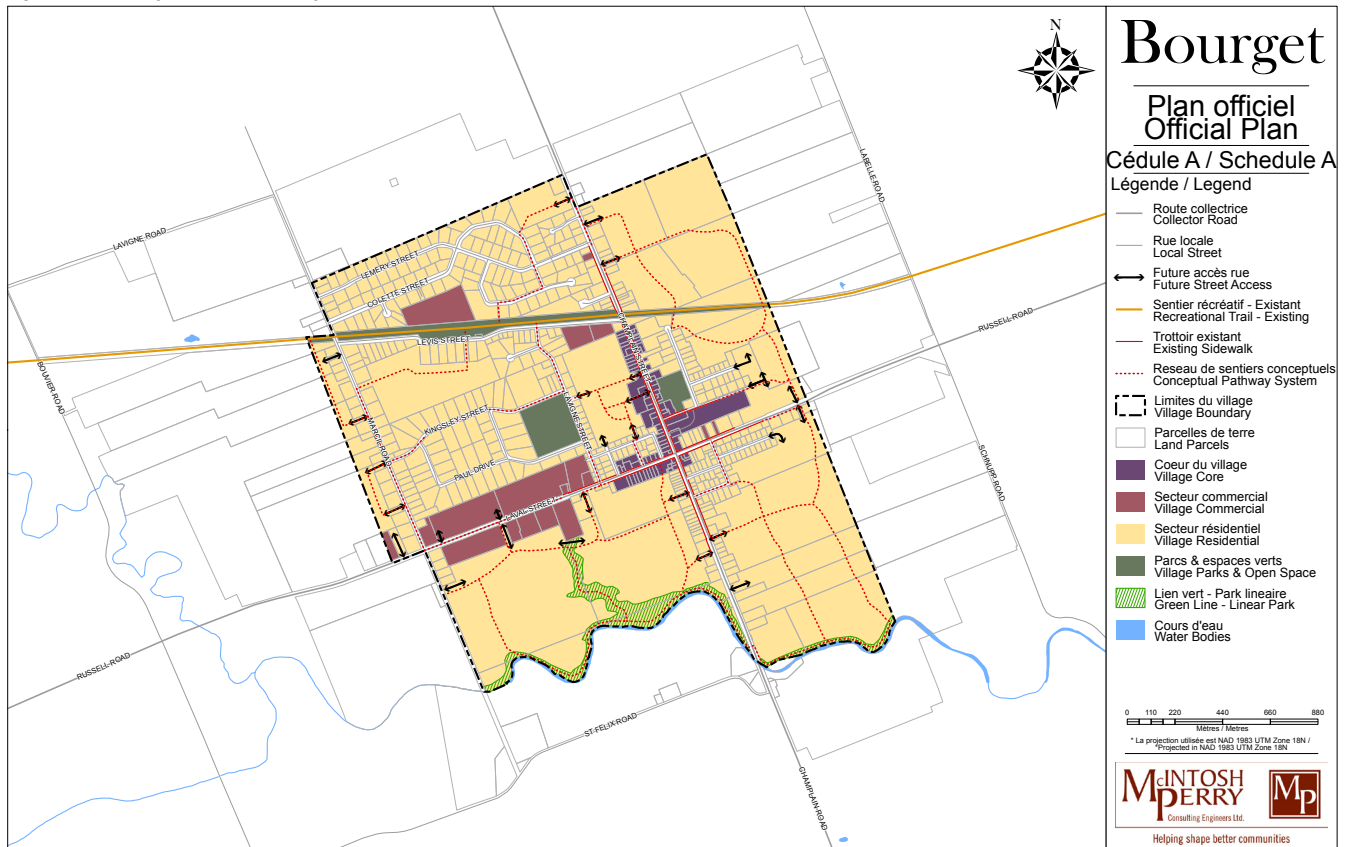 N
LAVIGNE ROAD
LABELLE ROAD
LEMERY STREET
COLETTE STREET
LEVIS STREET
CHAMPLAIN STREET
RUSSELL ROAD
BOUVIER ROAD
MARCIL ROAD
KINGSLEY STREET
LAVIGNE STREET
PAUL DRIVE
LAVAL STREET
SCHNUPP ROAD
RUSSELL-ROAD
ST FELIX ROAD
CHAMPLAIN-ROAD
Bourget
Plan officiel
Official Plan
Cédule A / Schedule A
Légende / Legend
Route collectrice
Collector Road
Rue locale
Local Street
Future accès rue
Future Street Access
Sentier récréatif - Existant
Recreational Trail - Existing
Trottoir existant
Existing Sidewalk
Reseau de sentiers conceptuels
Conceptual Pathway System
Limites du village
Village Boundary
Parcelles de terre
Land Parcels
Coeur du village
Village Core
Secteur commercial
Village Commercial
Secteur résidentiel
Village Residential
Parcs & espaces verts
Village Parks & Open Space
Lien vert - Park lineaire
Green Line - Linear Park
Cours d'eau
Water Bodies
0 110 220 440 660 880
Mètres / Metres
* La projection utilisée est NAD 1983 UTM Zone 18N /
*Projected in NAD 1983 UTM Zone 18N
McINTOSH
PERRY
Consulting Engineers Ltd.
MP
Helping shape better communities